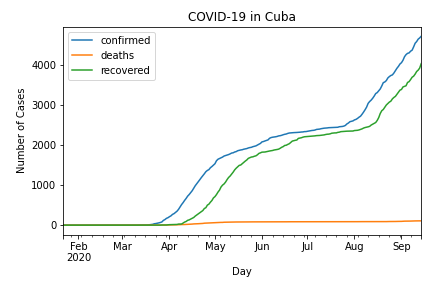 COVID-19 in Cuba
confirmed
deaths
recovered
Number of Cases
4000
3000
2000
1000
0
Feb
2020
Mar
Apr
May
Jun
Jul
Aug
Sep
Day